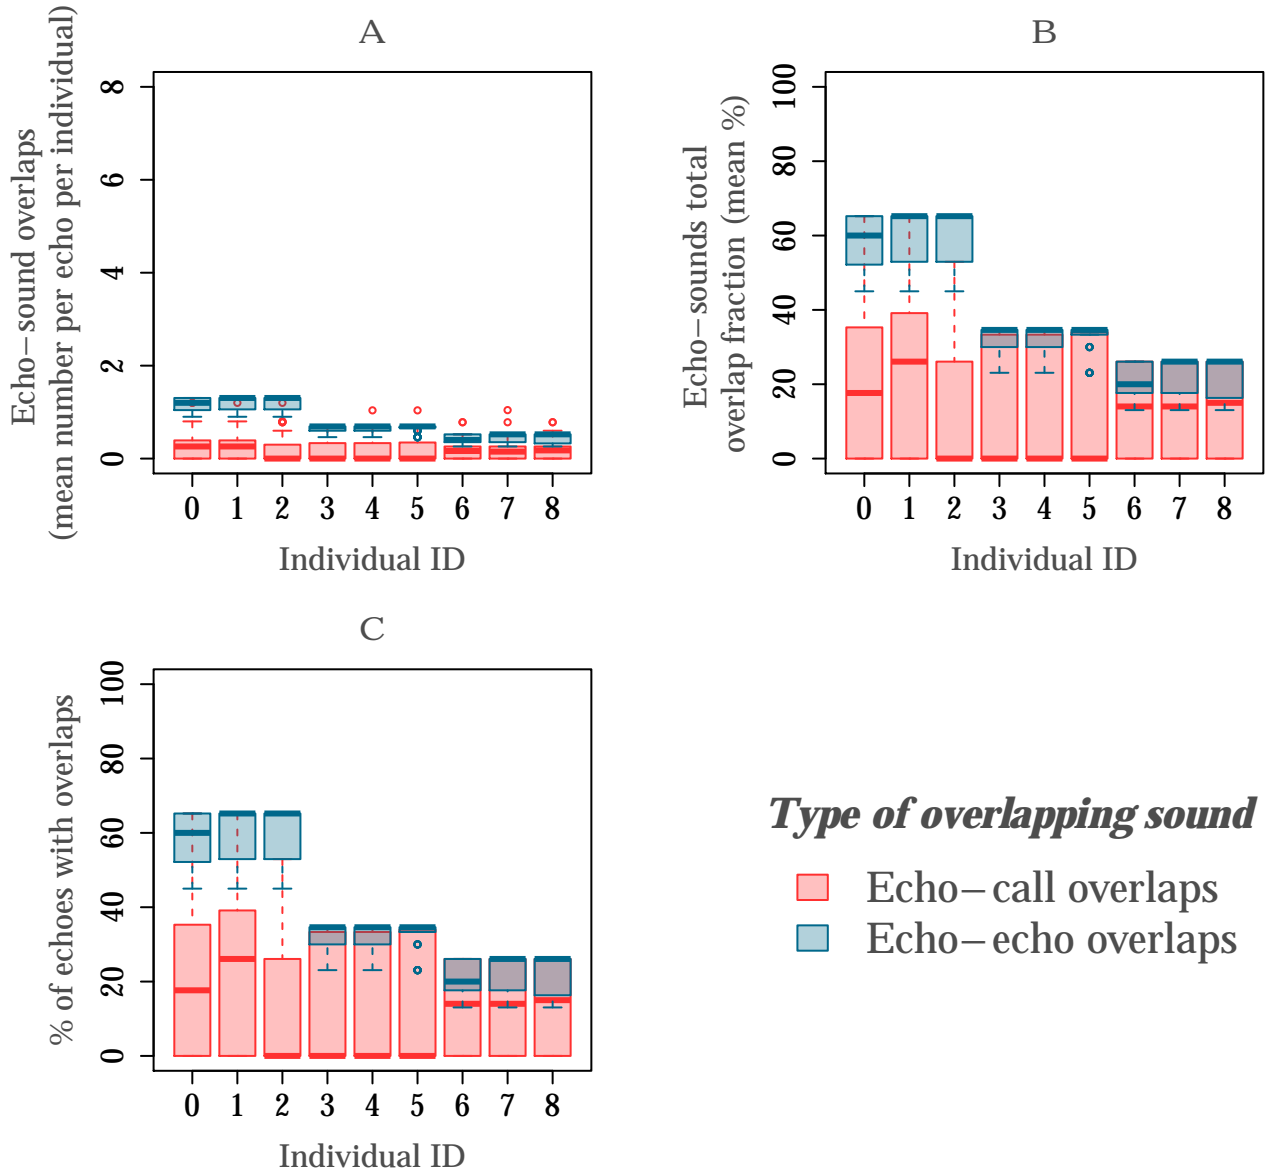 A
Echo−sound overlaps
(mean number per echo per individual)
8
6
4
2
0
0 1 2 3 4 5 6 7 8
Individual ID
B
Echo−sounds total
overlap fraction (mean %)
100
80
60
40
20
0
0 1 2 3 4 5 6 7 8
Individual ID
C
% of echoes with overlaps
100
80
60
40
20
0
0 1 2 3 4 5 6 7 8
Individual ID
Type of overlapping sound
Echo−call overlaps
Echo−echo overlaps